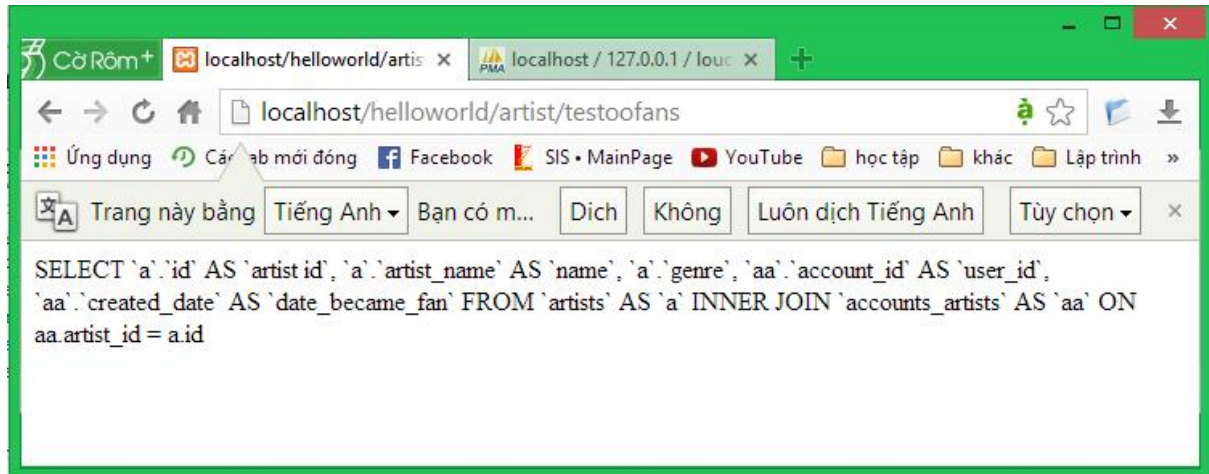 Cờ Rôm+ localhost/helloworld/artis × localhost / 127.0.0.1 / louc ×
localhost/helloworld/artist/testoofans
Ứng dụng mới đóng Facebook SIS • MainPage YouTube học tập khác Lập trình »
Trang này bằng Tiếng Anh Bạn có m... Dich Không Luôn dịch Tiếng Anh Tùy chọn ×
SELECT `a`.`id` AS `artist id`, `a`.`artist_name` AS `name`, `a`.`genre`, `aa`.`account_id` AS `user_id`,
`aa`.`created_date` AS `date_became_fan` FROM `artists` AS `a` INNER JOIN `accounts_artists` AS `aa` ON
aa.artist_id = a.id